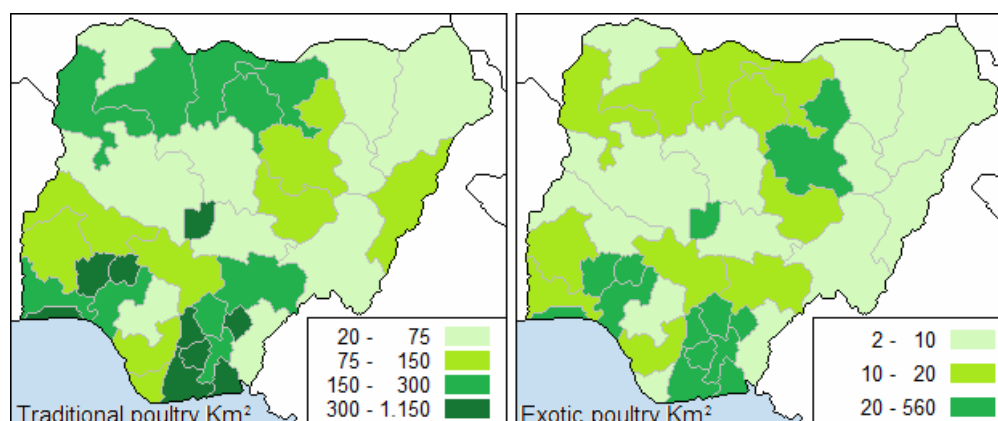 20 - 75
75 - 150
150 - 300
300 - 1.150
Traditional poultry Km²
2 - 10
10 - 20
20 - 560
Exotic poultry Km²